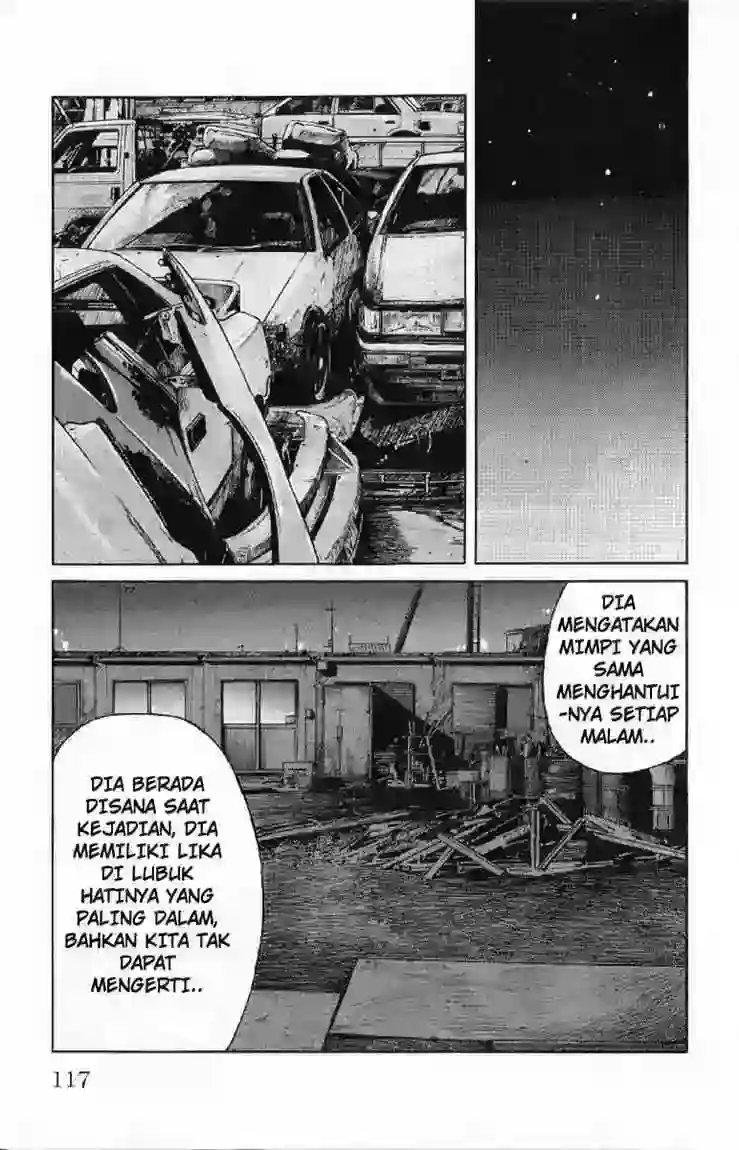 DIA
MENGATAKAN
MIMPI YANG
SAMA
MENGHANTUI
-NYA SETIAP
MALAM..
DIA BERADA
DISANA SAAT
KEJADIAN, DIA
MEMILIKI LIKA
DI LUBUK
HATINYA YANG
PALING DALAM,
BAHKAN KITA TAK
DAPAT
MENGERTI..
117